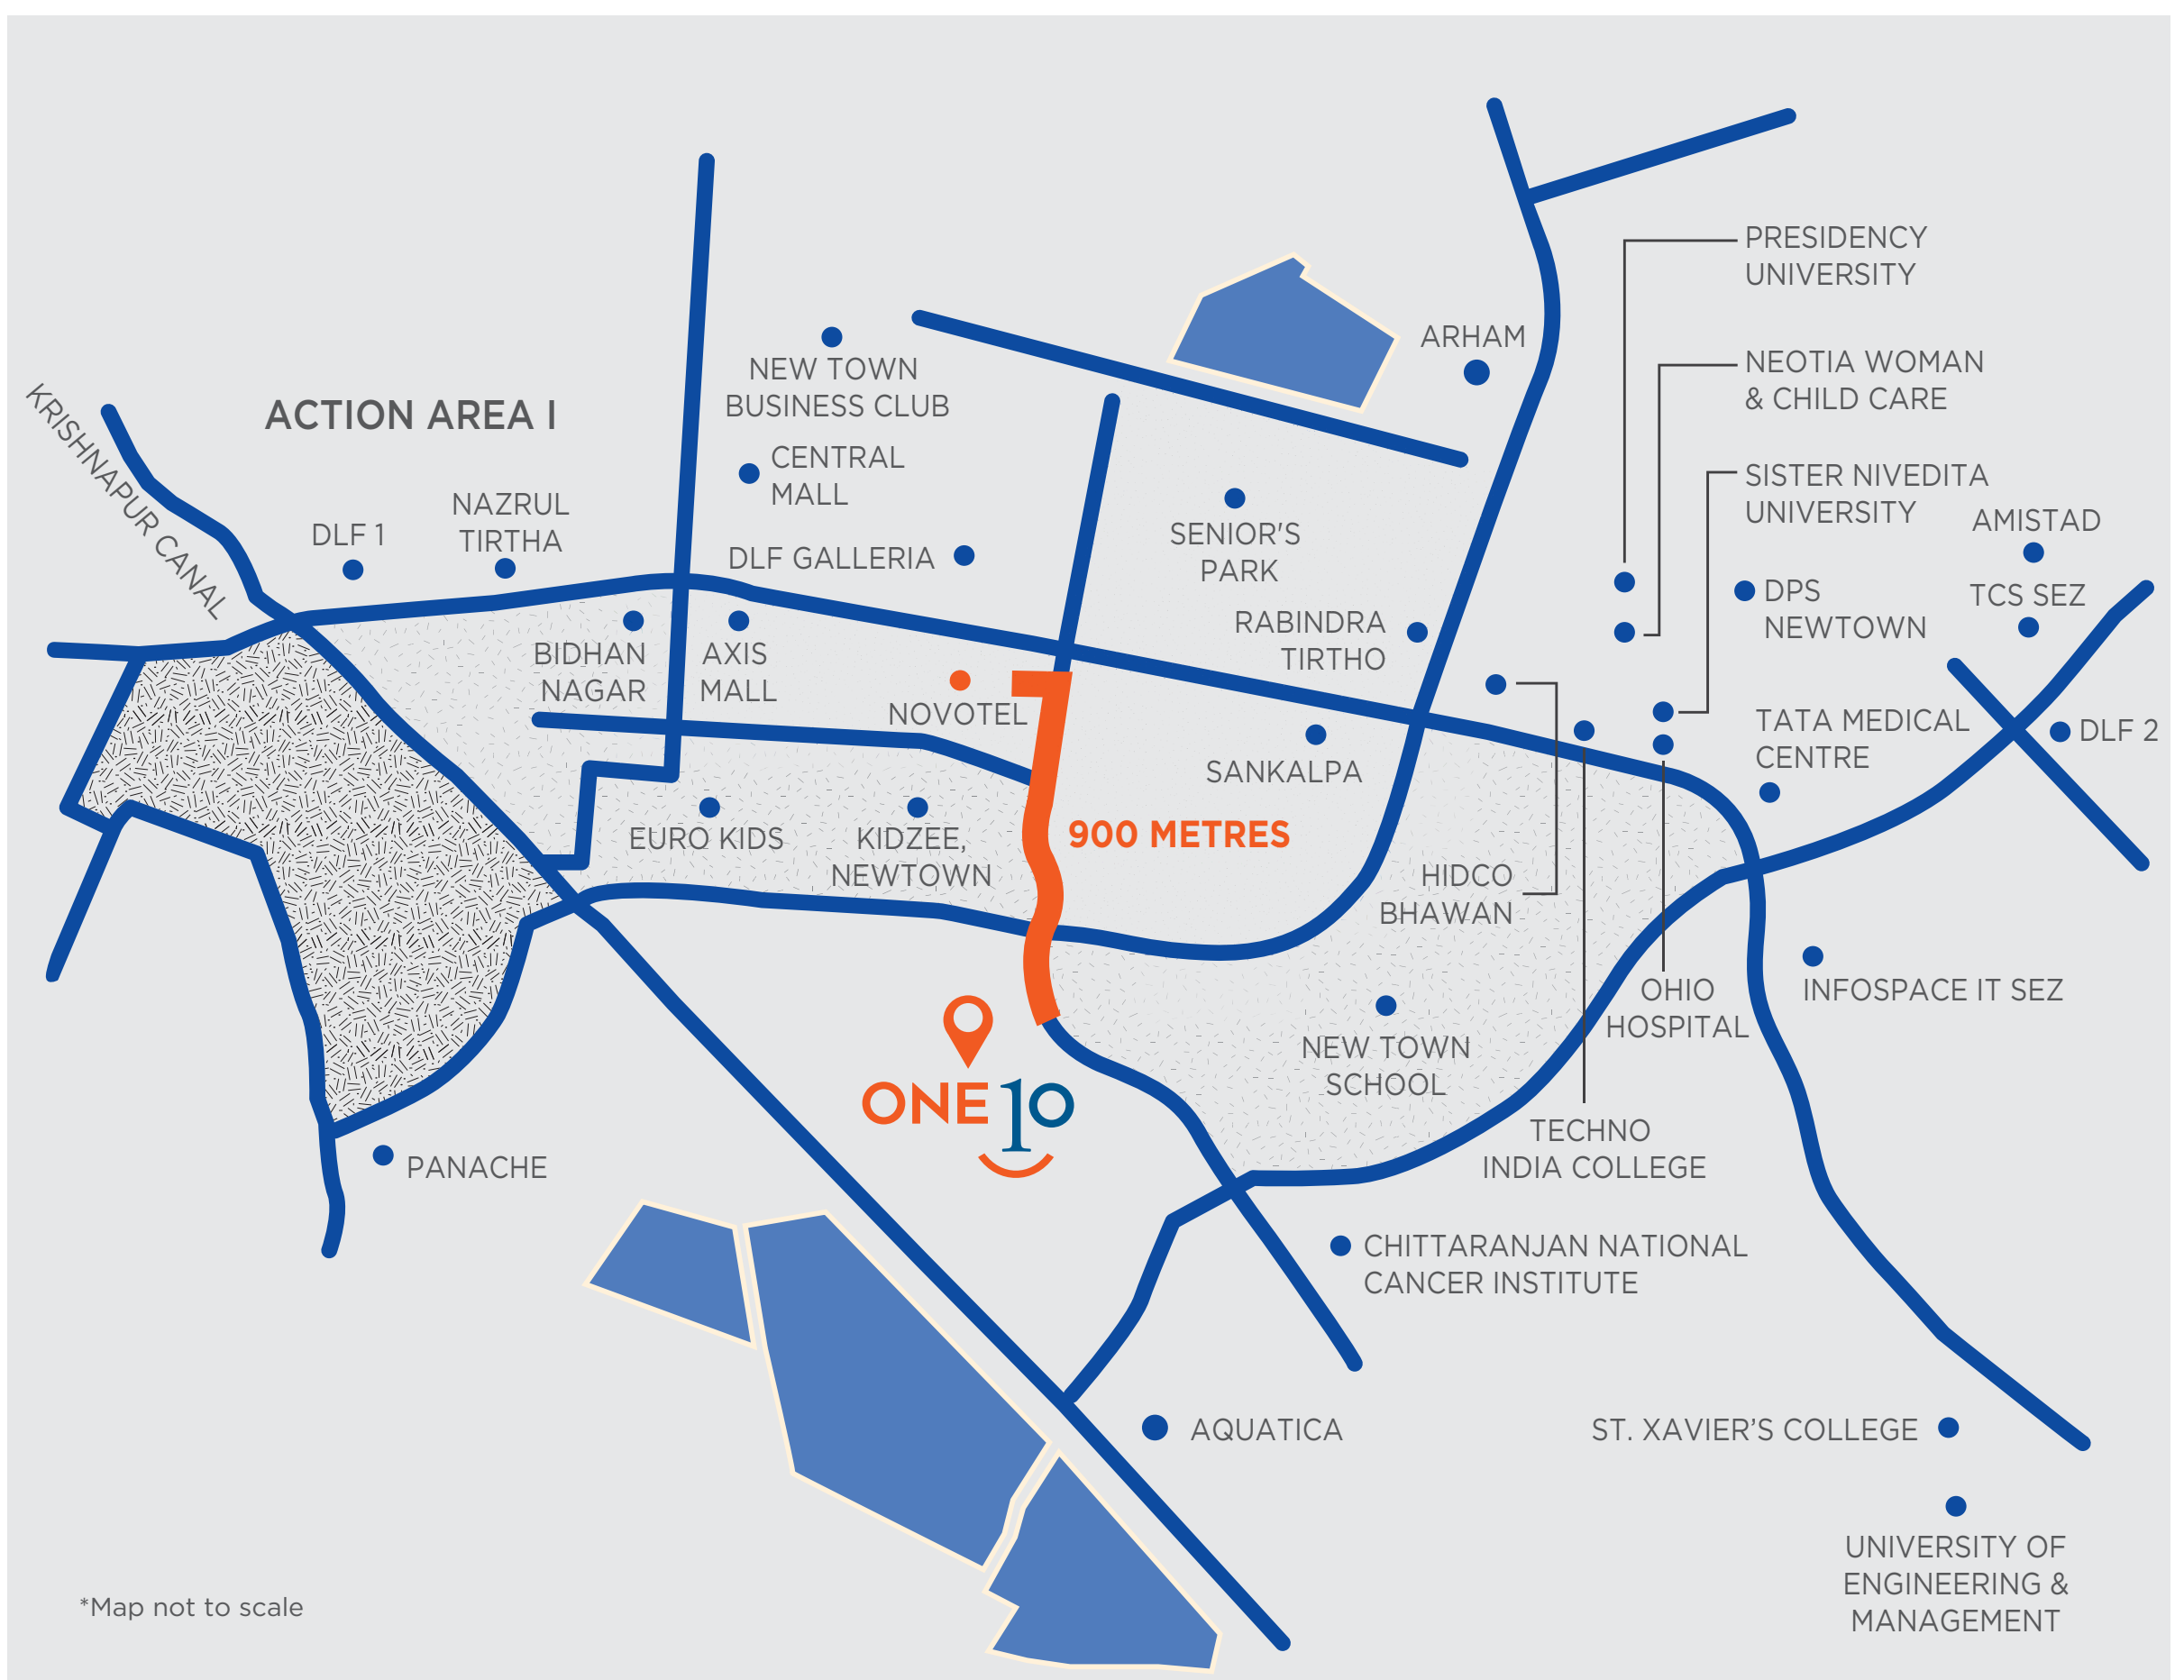 PRESIDENCY
UNIVERSITY
ARHAM
NEOTIA WOMAN
& CHILD CARE
NEW TOWN
BUSINESS CLUB
KRISHNAPUR CANAL
ACTION AREA I
CENTRAL
MALL
SISTER NIVEDITA
UNIVERSITY
NAZRUL
TIRTHA
DLF 1
AMISTAD
SENIOR'S
PARK
DLF GALLERIA
DPS
NEWTOWN
TCS SEZ
RABINDRA
TIRTHO
BIDHAN
NAGAR
AXIS
MALL
NOVOTEL
TATA MEDICAL
CENTRE
DLF 2
SANKALPA
EURO KIDS
KIDZEE,
NEWTOWN
900 METRES
HIDCO
BHAWAN
OHIO
HOSPITAL
INFOSPACE IT SEZ
NEW TOWN
SCHOOL
ONE10
TECHNO
INDIA COLLEGE
PANACHE
CHITTARANJAN NATIONAL
CANCER INSTITUTE
AQUATICA
ST. XAVIER’S COLLEGE
UNIVERSITY OF
ENGINEERING &
MANAGEMENT
*Map not to scale